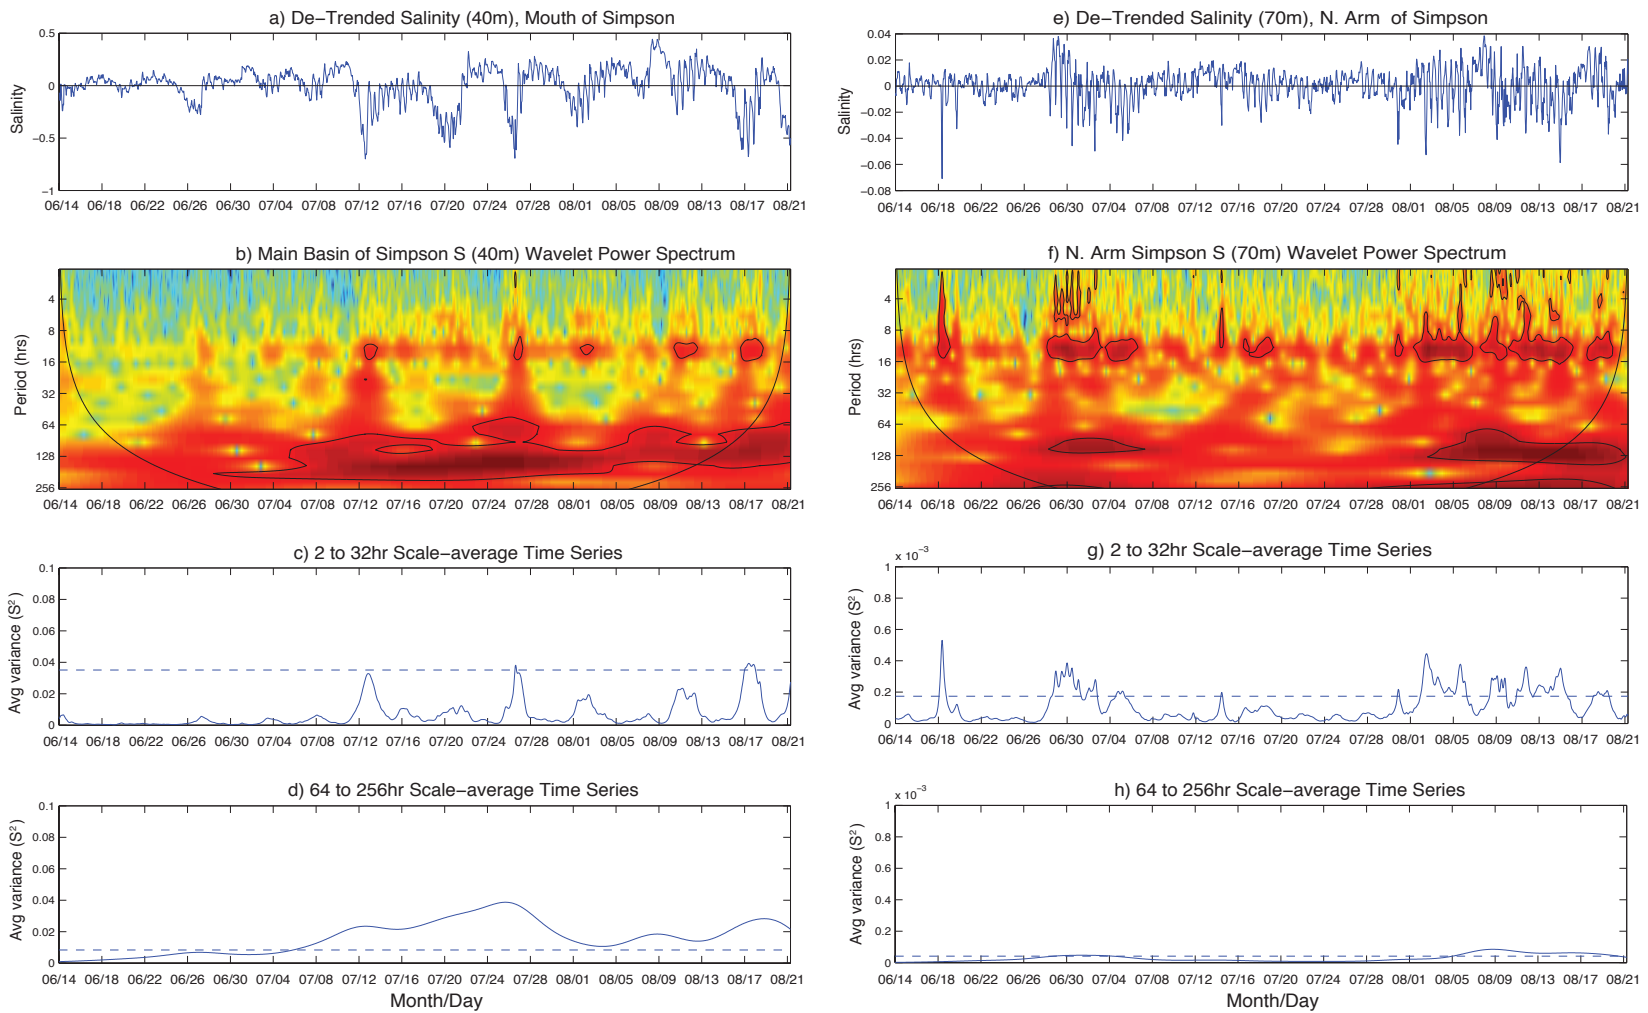 a) De−Trended Salinity (40m), Mouth of Simpson
Salinity
0.5
0
−0.5
−1
06/14 06/18 06/22 06/26 06/30 07/04 07/08 07/12 07/16 07/20 07/24 07/28 08/01 08/05 08/09 08/13 08/17 08/21
b) Main Basin of Simpson S (40m) Wavelet Power Spectrum
Period (hrs)
4
8
16
32
64
128
256
06/14 06/18 06/22 06/26 06/30 07/04 07/08 07/12 07/16 07/20 07/24 07/28 08/01 08/05 08/09 08/13 08/17 08/21
c) 2 to 32hr Scale−average Time Series
Avg variance (S²)
0.1
0.08
0.06
0.04
0.02
0
06/14 06/18 06/22 06/26 06/30 07/04 07/08 07/12 07/16 07/20 07/24 07/28 08/01 08/05 08/09 08/13 08/17 08/21
d) 64 to 256hr Scale−average Time Series
Avg variance (S²)
0.1
0.08
0.06
0.04
0.02
0
06/14 06/18 06/22 06/26 06/30 07/04 07/08 07/12 07/16 07/20 07/24 07/28 08/01 08/05 08/09 08/13 08/17 08/21
Month/Day
e) De−Trended Salinity (70m), N. Arm of Simpson
Salinity
0.04
0.02
0
−0.02
−0.04
−0.06
−0.08
06/14 06/18 06/22 06/26 06/30 07/04 07/08 07/12 07/16 07/20 07/24 07/28 08/01 08/05 08/09 08/13 08/17 08/21
f) N. Arm Simpson S (70m) Wavelet Power Spectrum
Period (hrs)
4
8
16
32
64
128
256
06/14 06/18 06/22 06/26 06/30 07/04 07/08 07/12 07/16 07/20 07/24 07/28 08/01 08/05 08/09 08/13 08/17 08/21
g) 2 to 32hr Scale−average Time Series
x 10⁻³
Avg variance (S²)
1
0.8
0.6
0.4
0.2
0
06/14 06/18 06/22 06/26 06/30 07/04 07/08 07/12 07/16 07/20 07/24 07/28 08/01 08/05 08/09 08/13 08/17 08/21
h) 64 to 256hr Scale−average Time Series
x 10⁻³
Avg variance (S²)
1
0.8
0.6
0.4
0.2
0
06/14 06/18 06/22 06/26 06/30 07/04 07/08 07/12 07/16 07/20 07/24 07/28 08/01 08/05 08/09 08/13 08/17 08/21
Month/Day